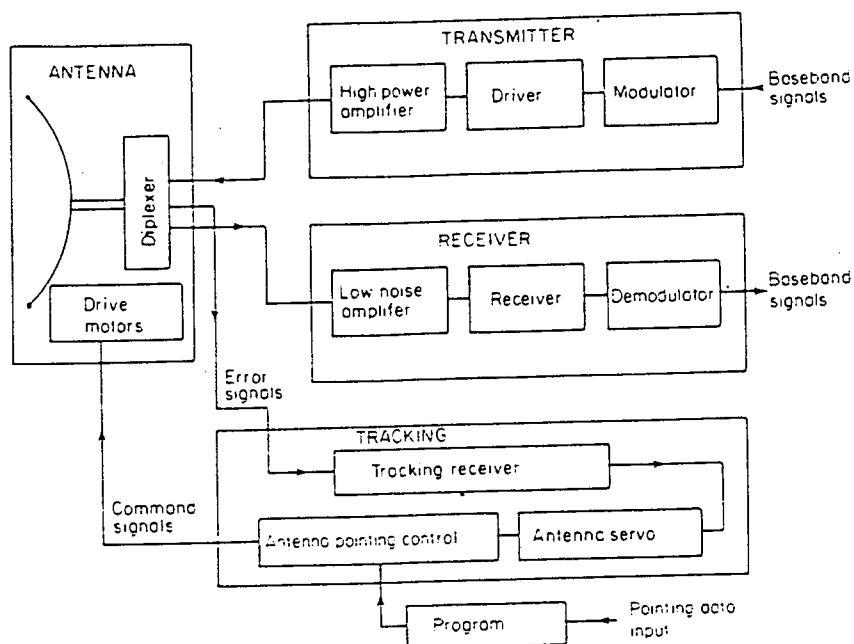 TRANSMITTER
ANTENNA
High power
amplifier
Driver
Modulator
Baseband
signals
Diplexer
RECEIVER
Low noise
amplifer
Receiver
Demodulator
Baseband
signals
Drive
motors
Error
signals
TRACKING
Tracking receiver
Command
signals
Antenna pointing control
Antenna servo
Program
Pointing data
input